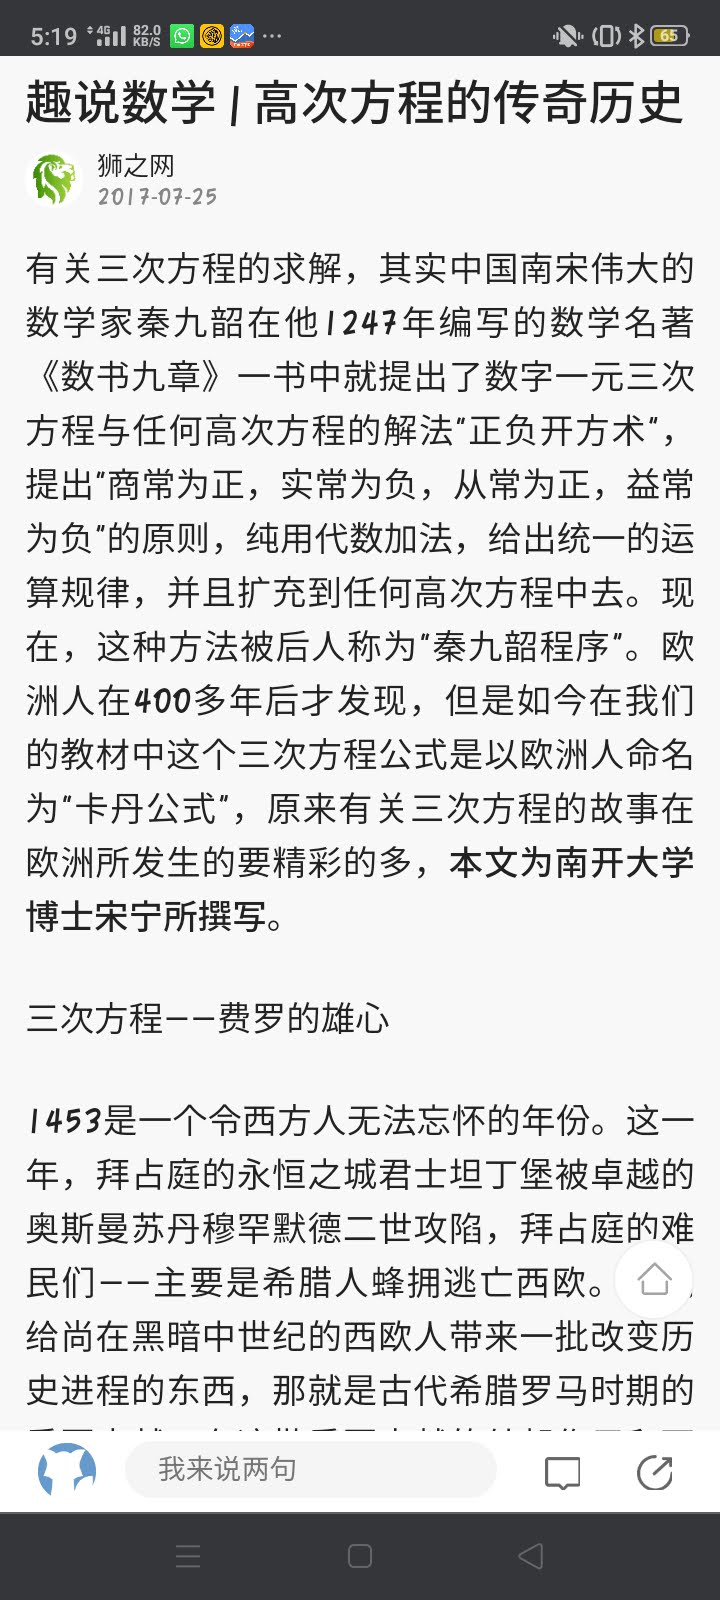 5:19 4G 82.0 KB/S 65
趣说数学 | 高次方程的传奇历史
狮之网
2017-07-25
有关三次方程的求解，其实中国南宋伟大的
数学家秦九韶在他1247年编写的数学名著
《数书九章》一书中就提出了数字一元三次
方程与任何高次方程的解法“正负开方术”，
提出“商常为正，实常为负，从常为正，益常
为负”的原则，纯用代数加法，给出统一的运
算规律，并且扩充到任何高次方程中去。现
在，这种方法被后人称为“秦九韶程序”。欧
洲人在400多年后才发现，但是如今在我们
的教材中这个三次方程公式是以欧洲人命名
为“卡丹公式”，原来有关三次方程的故事在
欧洲所发生的要精彩的多，本文为南开大学
博士宋宁所撰写。
三次方程——费罗的雄心
1453是一个令西方人无法忘怀的年份。这一
年，拜占庭的永恒之城君士坦丁堡被卓越的
奥斯曼苏丹穆罕默德二世攻陷，拜占庭的难
民们——主要是希腊人蜂拥逃亡西欧。
给尚在黑暗中世纪的西欧人带来一批改变历
史进程的东西，那就是古代希腊罗马时期的
我来说两句